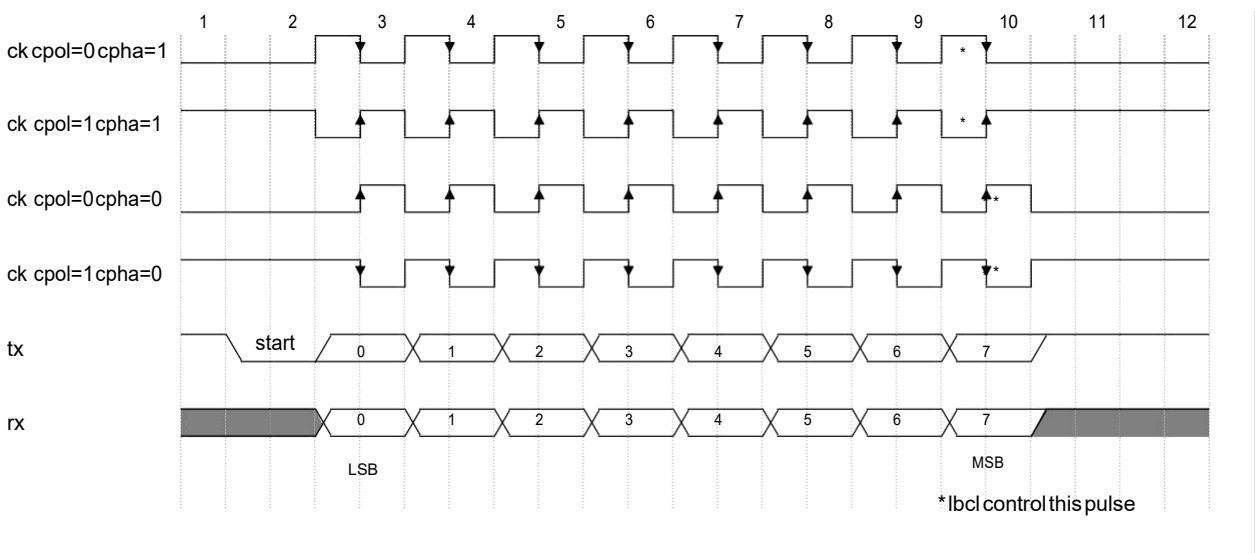 1 2 3 4 5 6 7 8 9 10 11 12
ck cpol=0 cpha=1 *
ck cpol=1 cpha=1 *
ck cpol=0 cpha=0 *
ck cpol=1 cpha=0 *
tx start 0 1 2 3 4 5 6 7
rx 0 1 2 3 4 5 6 7
LSB MSB
* lbcl control this pulse